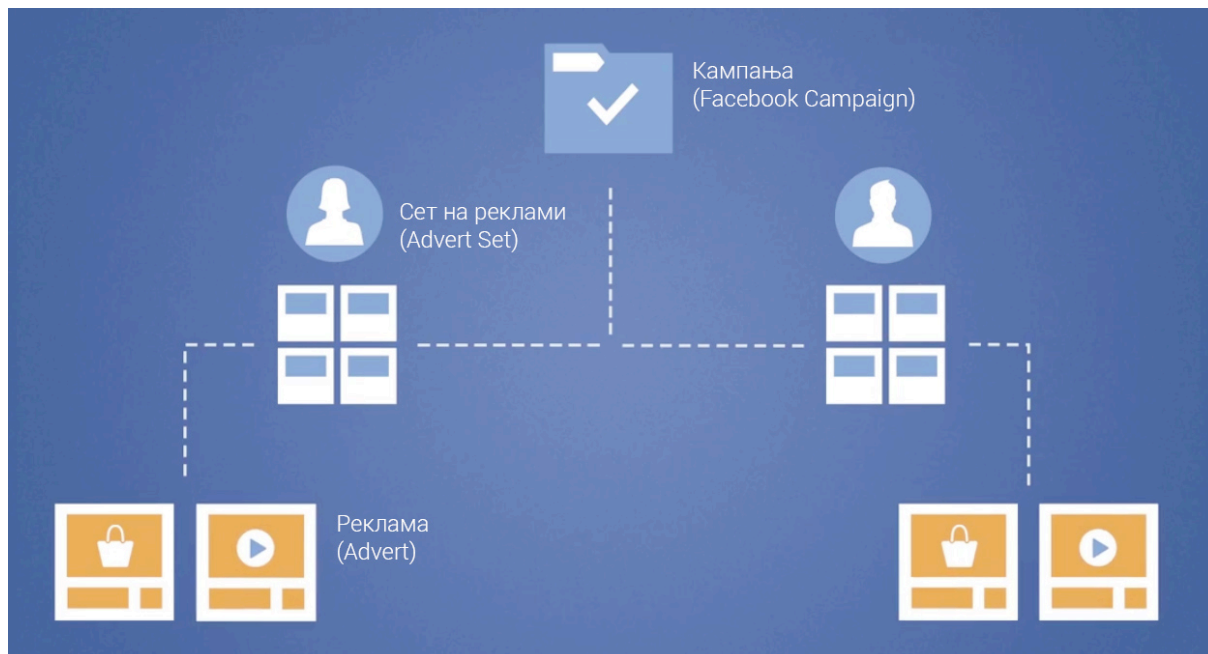 Кампања
(Facebook Campaign)
Сет на реклами
(Advert Set)
Реклама
(Advert)